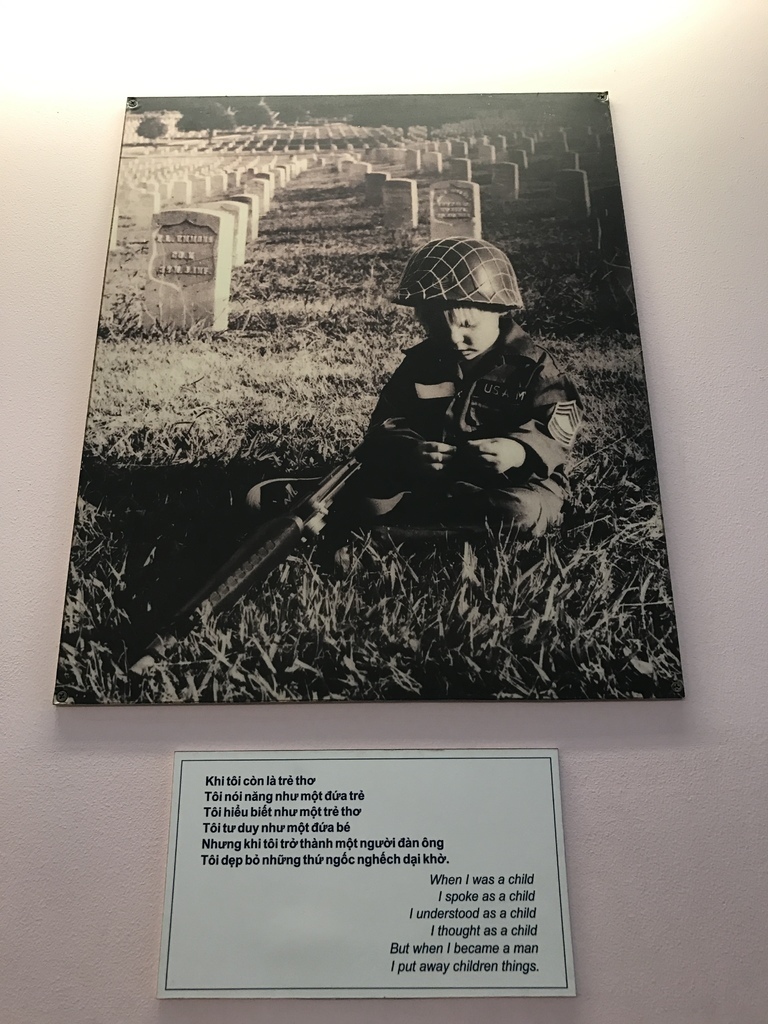 US ARM
Khi tôi còn là trẻ thơ
Tôi nói năng như một đứa trẻ
Tôi hiểu biết như một trẻ thơ
Tôi tư duy như một đứa bé
Nhưng khi tôi trở thành một người đàn ông
Tôi dẹp bỏ những thứ ngốc nghếch dại khờ.
When I was a child
I spoke as a child
I understood as a child
I thought as a child
But when I became a man
I put away children things.